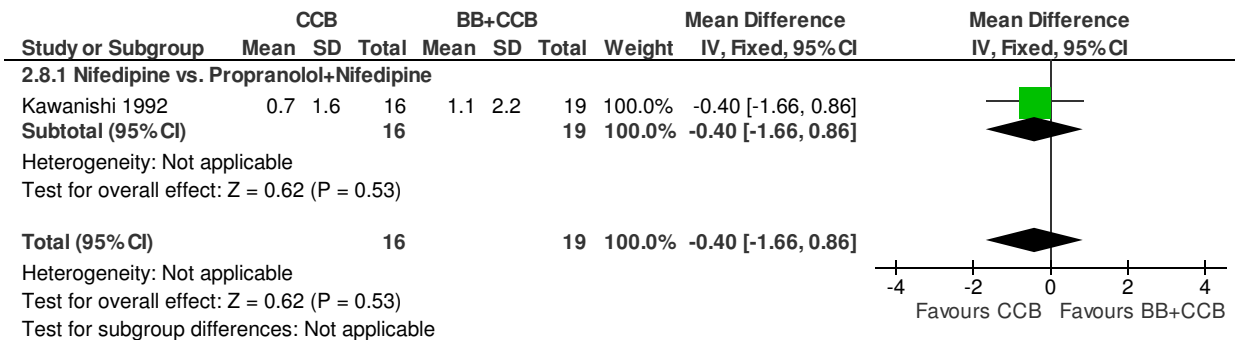 CCB BB+CCB Mean Difference Mean Difference
Study or Subgroup Mean SD Total Mean SD Total Weight IV, Fixed, 95% CI IV, Fixed, 95% CI
2.8.1 Nifedipine vs. Propranolol+Nifedipine
Kawanishi 1992 0.7 1.6 16 1.1 2.2 19 100.0% -0.40 [-1.66, 0.86]
Subtotal (95% CI) 16 19 100.0% -0.40 [-1.66, 0.86]
Heterogeneity: Not applicable
Test for overall effect: Z = 0.62 (P = 0.53)
Total (95% CI) 16 19 100.0% -0.40 [-1.66, 0.86]
Heterogeneity: Not applicable
Test for overall effect: Z = 0.62 (P = 0.53)
Test for subgroup differences: Not applicable
-4 -2 0 2 4
Favours CCB Favours BB+CCB